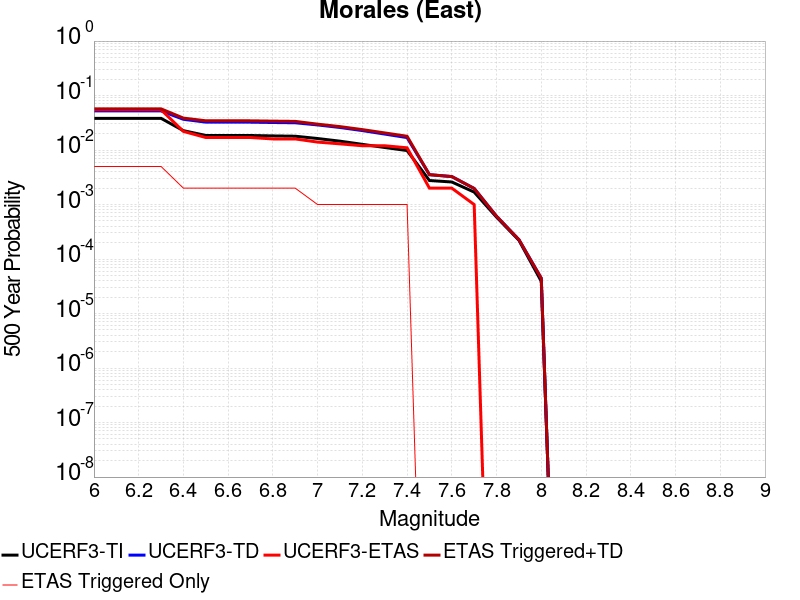 Morales (East)
10^0
10^-1
10^-2
10^-3
10^-4
10^-5
10^-6
10^-7
10^-8
500 Year Probability
6 6.2 6.4 6.6 6.8 7 7.2 7.4 7.6 7.8 8 8.2 8.4 8.6 8.8 9
Magnitude
UCERF3-TI UCERF3-TD UCERF3-ETAS ETAS Triggered+TD
ETAS Triggered Only